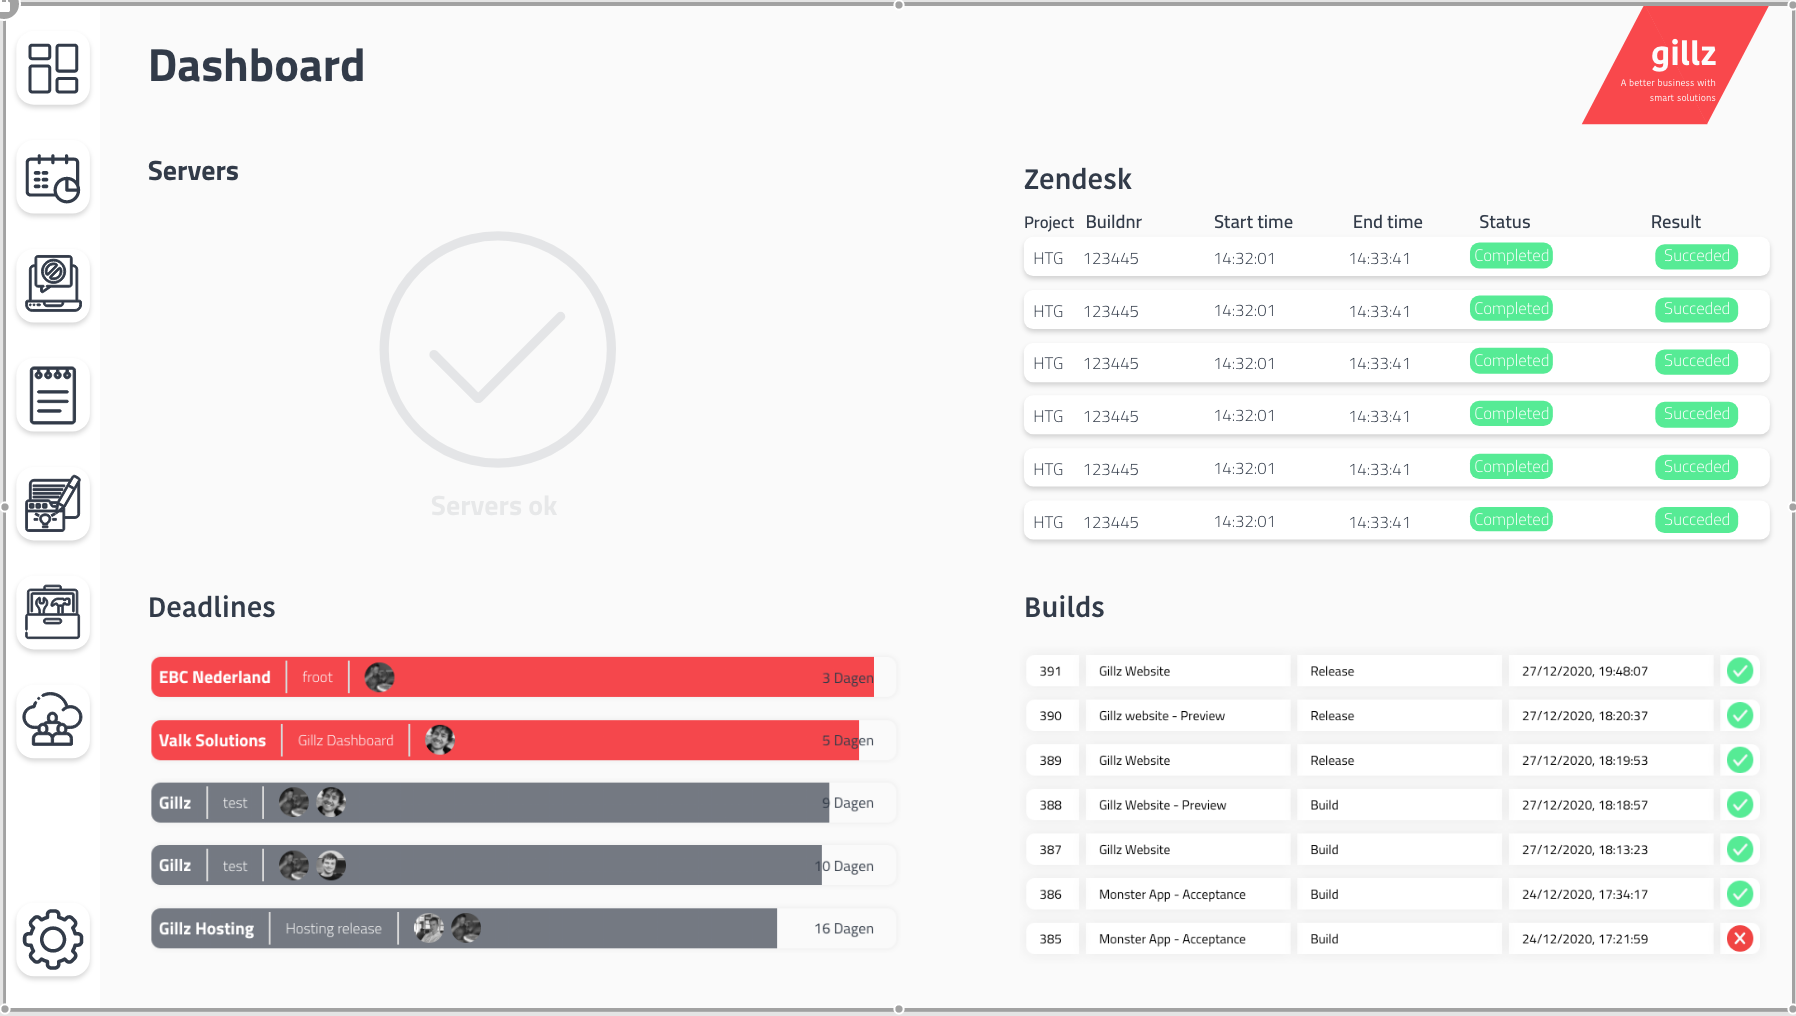 Dashboard
gillz
A better business with
smart solutions
Servers
Servers ok
Zendesk
Project Buildnr Start time End time Status Result
HTG 123445 14:32:01 14:33:41 Completed Succeded
HTG 123445 14:32:01 14:33:41 Completed Succeded
HTG 123445 14:32:01 14:33:41 Completed Succeded
HTG 123445 14:32:01 14:33:41 Completed Succeded
HTG 123445 14:32:01 14:33:41 Completed Succeded
HTG 123445 14:32:01 14:33:41 Completed Succeded
Deadlines
EBC Nederland froot 3 Dagen
Valk Solutions Gillz Dashboard 5 Dagen
Gillz test 9 Dagen
Gillz test 10 Dagen
Gillz Hosting Hosting release 16 Dagen
Builds
391 Gillz Website Release 27/12/2020, 19:48:07
390 Gillz website - Preview Release 27/12/2020, 18:20:37
389 Gillz Website Release 27/12/2020, 18:19:53
388 Gillz Website - Preview Build 27/12/2020, 18:18:57
387 Gillz Website Build 27/12/2020, 18:13:23
386 Monster App - Acceptance Build 24/12/2020, 17:34:17
385 Monster App - Acceptance Build 24/12/2020, 17:21:59